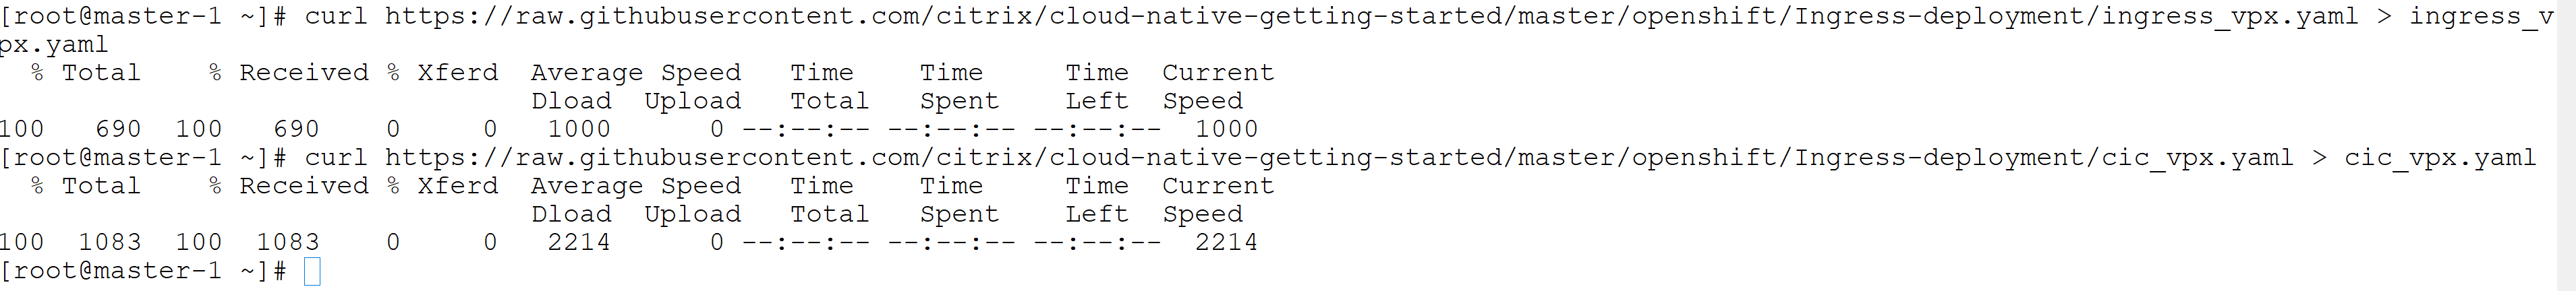 [root@master-1 ~]# curl https://raw.githubusercontent.com/citrix/cloud-native-getting-started/master/openshift/Ingress-deployment/ingress_vpx.yaml > ingress_v
px.yaml
  % Total    % Received % Xferd  Average Speed   Time    Time     Time  Current
                                 Dload  Upload   Total   Spent    Left  Speed
100   690  100   690    0     0   1000      0 --:--:-- --:--:-- --:--:--  1000
[root@master-1 ~]# curl https://raw.githubusercontent.com/citrix/cloud-native-getting-started/master/openshift/Ingress-deployment/cic_vpx.yaml > cic_vpx.yaml
  % Total    % Received % Xferd  Average Speed   Time    Time     Time  Current
                                 Dload  Upload   Total   Spent    Left  Speed
100  1083  100  1083    0     0   2214      0 --:--:-- --:--:-- --:--:--  2214
[root@master-1 ~]#